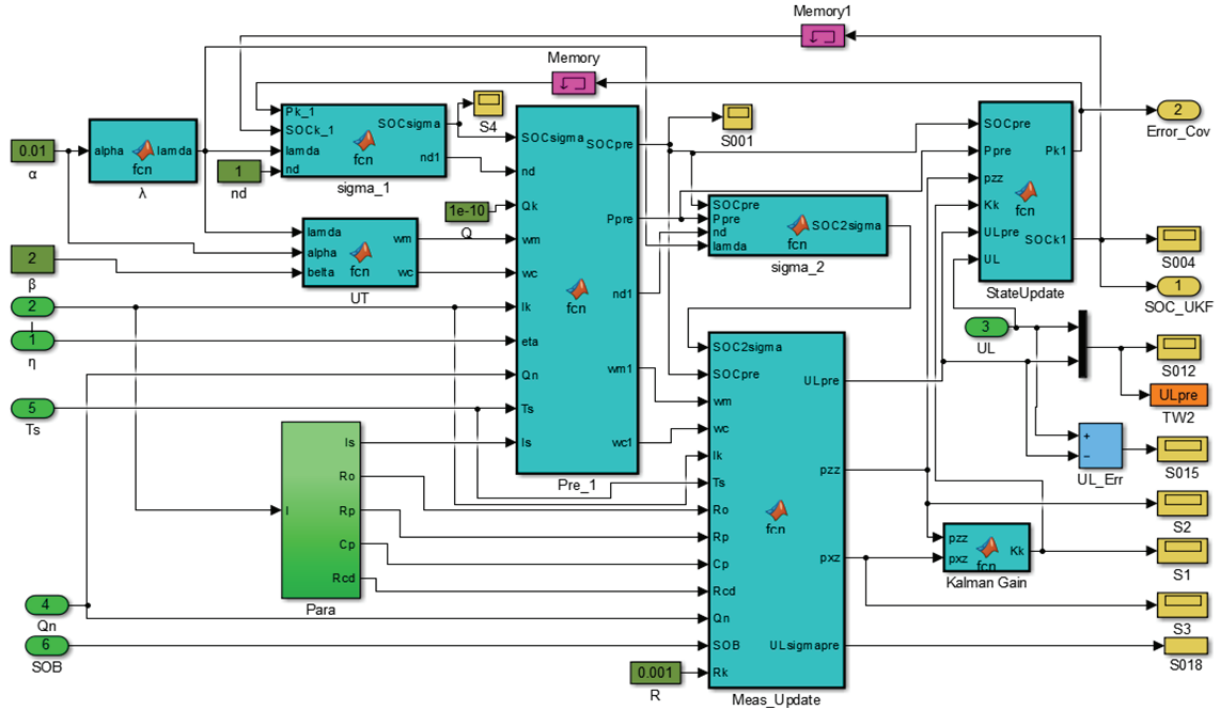 Memory1
Memory
Pk_1
SOCk_1
lamda
nd
SOCsigma
nd1
fcn
sigma_1
S4
0.01
α
alpha
lamda
fcn
λ
1
nd
1e-10
Q
2
β
lamda
alpha
belta
wm
wc
fcn
UT
2
I
1
η
5
Ts
4
Qn
6
SOB
I
Is
Ro
Rp
Cp
Rcd
Para
SOCsigma
nd
Qk
wm
wc
Ik
eta
Qn
Ts
Is
SOCpre
Ppre
nd1
wm1
wc1
fcn
Pre_1
S001
SOCpre
Ppre
nd
lamda
SOC2sigma
fcn
sigma_2
SOC2sigma
SOCpre
wm
wc
Ik
Ts
Ro
Rp
Cp
Rcd
Qn
SOB
Rk
ULpre
pzz
pxz
ULsigmapre
fcn
Meas_Update
0.001
R
SOCpre
Ppre
pzz
Kk
ULpre
UL
Pk1
SOCk1
fcn
StateUpdate
3
UL
pzz
pxz
Kk
fcn
Kalman Gain
+
−
UL_Err
2
Error_Cov
S004
1
SOC_UKF
S012
ULpre
TW2
S015
S2
S1
S3
S018